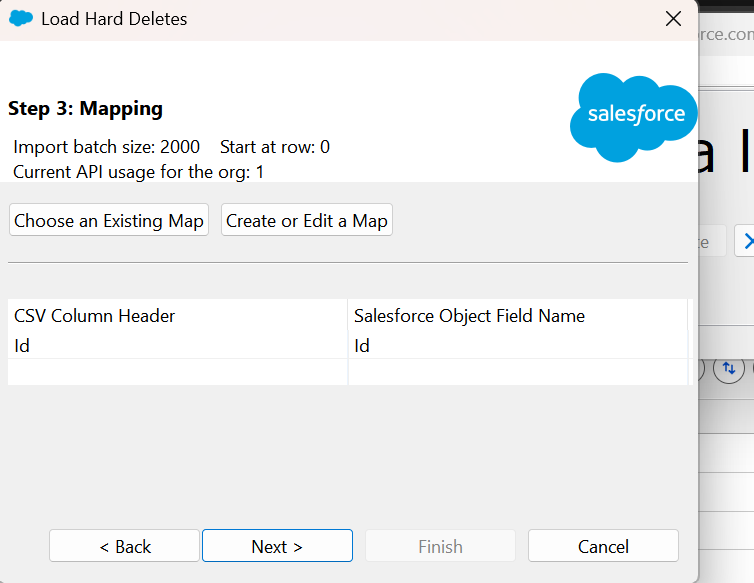 Load Hard Deletes
rce.com
Step 3: Mapping
salesforce
Import batch size: 2000 Start at row: 0
Current API usage for the org: 1
Choose an Existing Map Create or Edit a Map
CSV Column Header Salesforce Object Field Name
Id Id
< Back Next > Finish Cancel